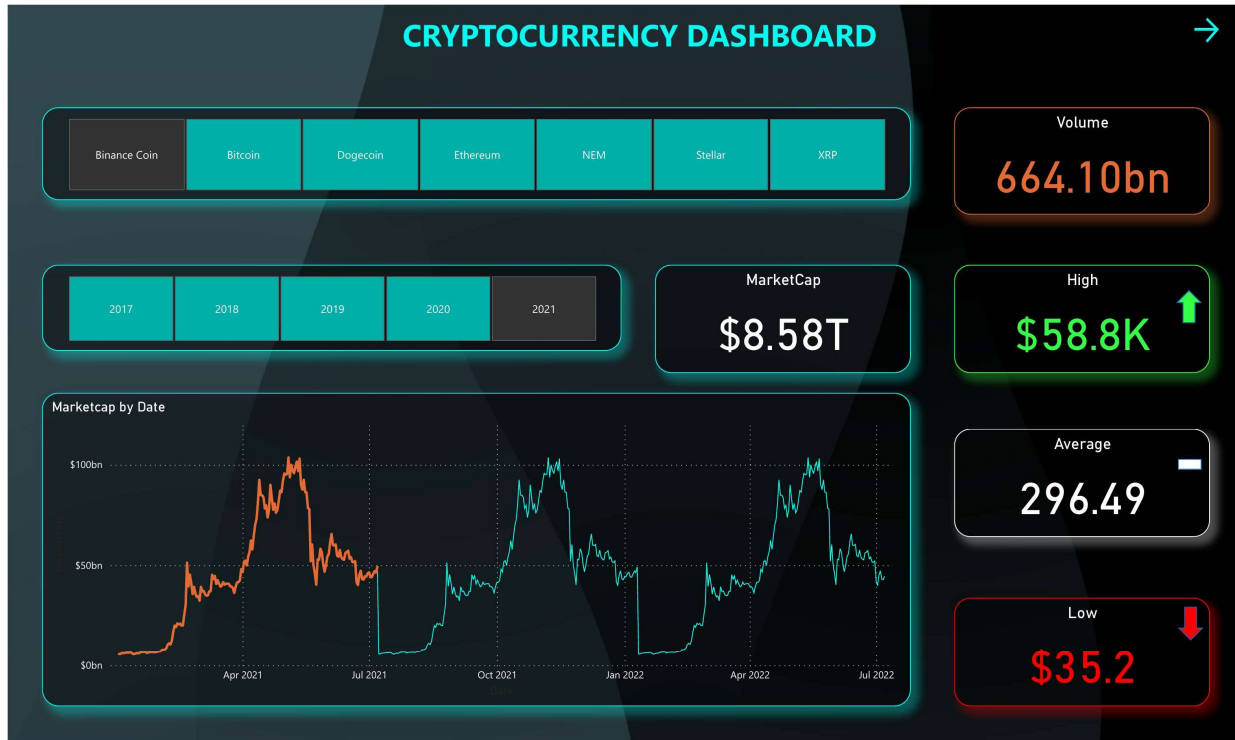 CRYPTOCURRENCY DASHBOARD
Binance Coin
Bitcoin
Dogecoin
Ethereum
NEM
Stellar
XRP
Volume
664.10bn
2017
2018
2019
2020
2021
MarketCap
$8.58T
High
$58.8K
Marketcap by Date
$100bn
$50bn
$0bn
Apr 2021
Jul 2021
Oct 2021
Jan 2022
Apr 2022
Jul 2022
Date
Average
296.49
Low
$35.2